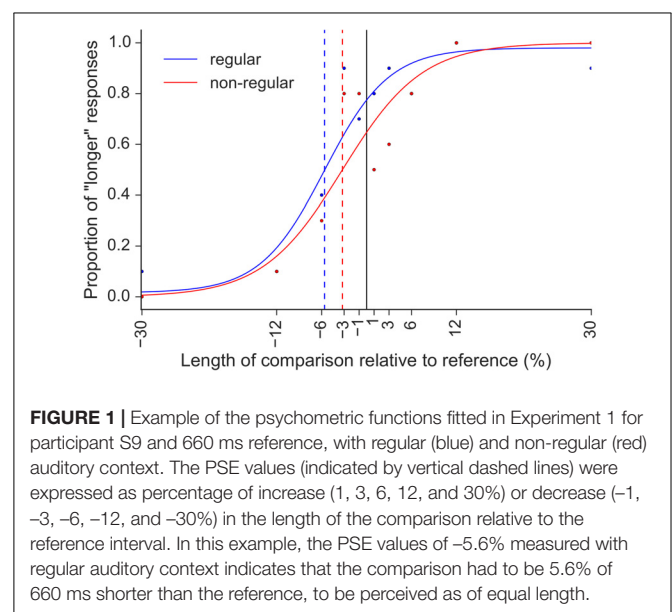 1.0
0.8
0.6
0.4
0.2
0.0
Proportion of "longer" responses
regular
non-regular
–30
–12
–6
–3
–1
1
3
6
12
30
Length of comparison relative to reference (%)
FIGURE 1 | Example of the psychometric functions fitted in Experiment 1 for
participant S9 and 660 ms reference, with regular (blue) and non-regular (red)
auditory context. The PSE values (indicated by vertical dashed lines) were
expressed as percentage of increase (1, 3, 6, 12, and 30%) or decrease (–1,
–3, –6, –12, and –30%) in the length of the comparison relative to the
reference interval. In this example, the PSE values of –5.6% measured with
regular auditory context indicates that the comparison had to be 5.6% of
660 ms shorter than the reference, to be perceived as of equal length.